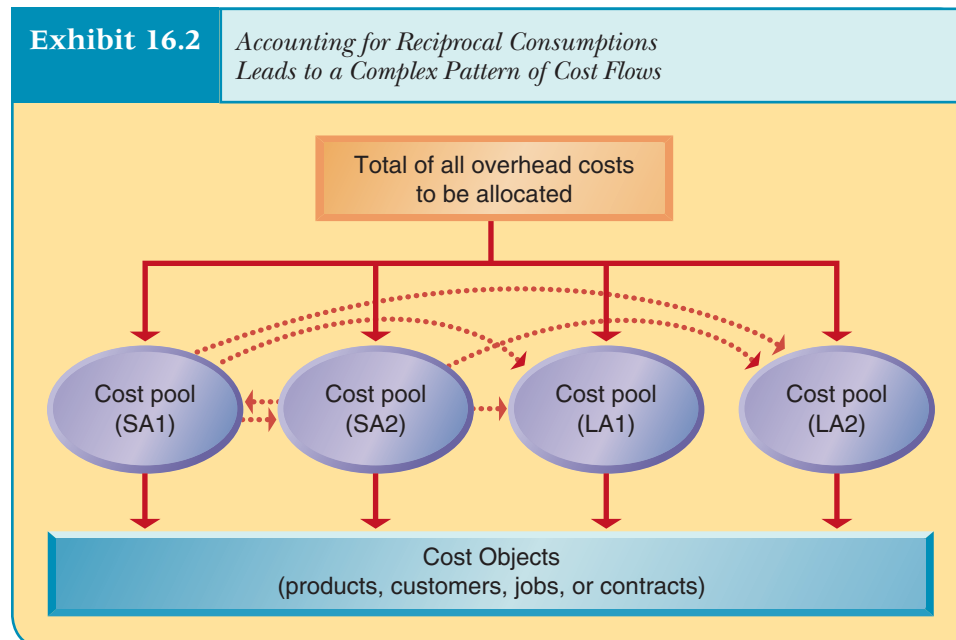 Exhibit 16.2
Accounting for Reciprocal Consumptions
Leads to a Complex Pattern of Cost Flows
Total of all overhead costs
to be allocated
Cost pool
(SA1)
Cost pool
(SA2)
Cost pool
(LA1)
Cost pool
(LA2)
Cost Objects
(products, customers, jobs, or contracts)